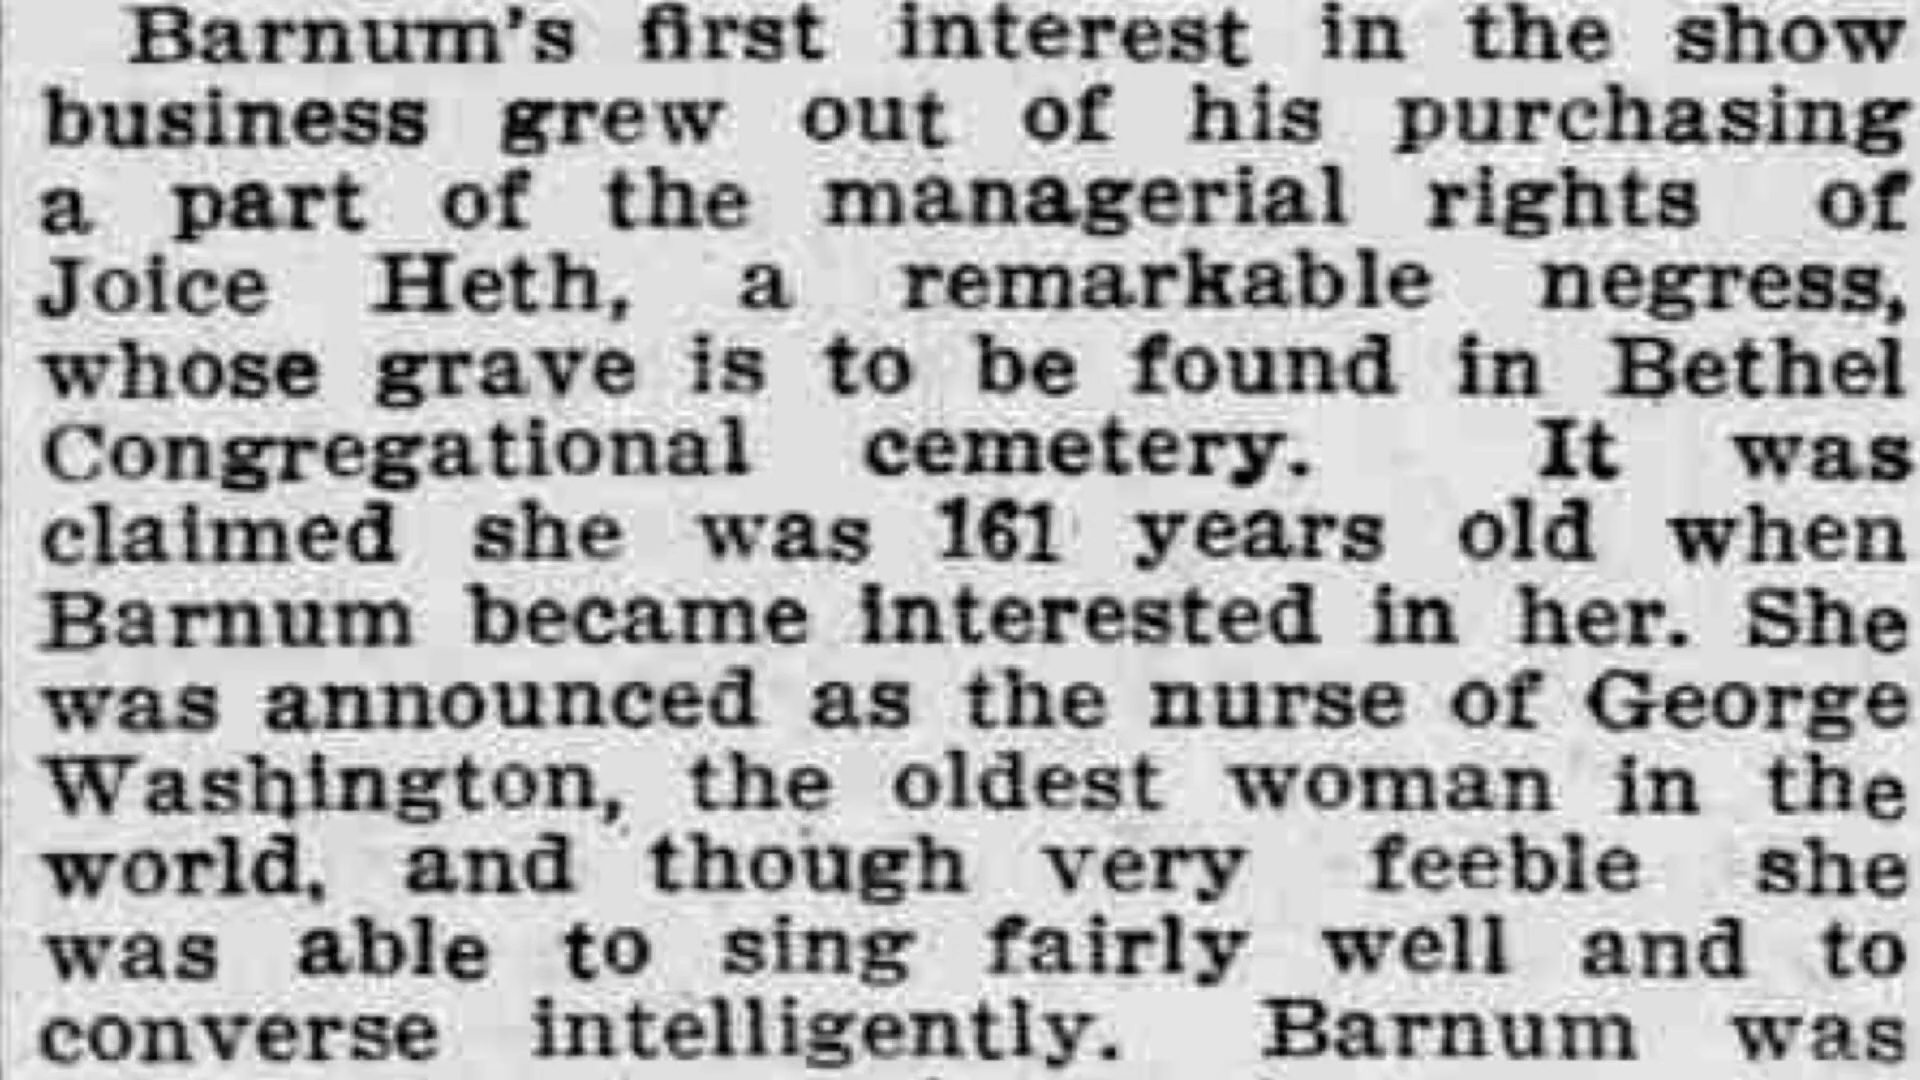 Barnum's first interest in the show
business grew out of his purchasing
a part of the managerial rights of
Joice Heth, a remarkable negress,
whose grave is to be found in Bethel
Congregational cemetery. It was
claimed she was 161 years old when
Barnum became interested in her. She
was announced as the nurse of George
Washington, the oldest woman in the
world, and though very feeble she
was able to sing fairly well and to
converse intelligently. Barnum was